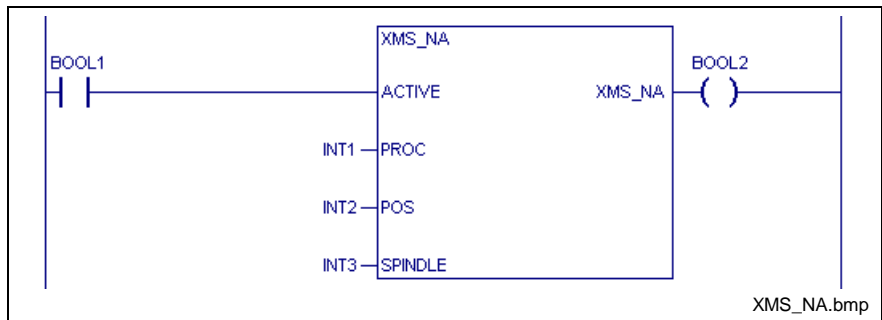 XMS_NA
BOOL1
BOOL2
ACTIVE
XMS_NA
INT1
PROC
INT2
POS
INT3
SPINDLE
XMS_NA.bmp